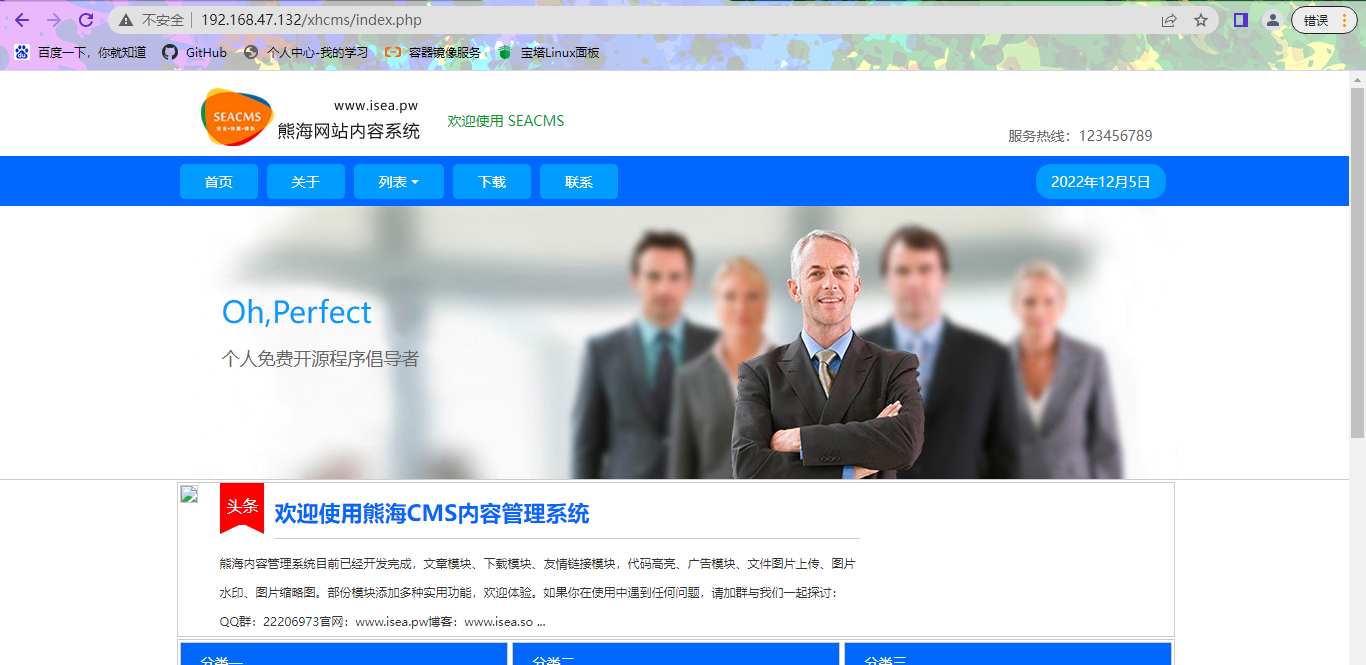 不安全 192.168.47.132/xhcms/index.php 错误
百度一下，你就知道 GitHub 个人中心-我的学习 容器镜像服务 宝塔Linux面板
SEACMS
www.isea.pw
熊海网站内容系统
欢迎使用 SEACMS
服务热线：123456789
首页 关于 列表 下载 联系 2022年12月5日
Oh,Perfect
个人免费开源程序倡导者
头条 欢迎使用熊海CMS内容管理系统
熊海内容管理系统目前已经开发完成，文章模块、下载模块、友情链接模块，代码高亮、广告模块、文件图片上传、图片
水印、图片缩略图。部份模块添加多种实用功能，欢迎体验。如果你在使用中遇到任何问题，请加群与我们一起探讨：
QQ群：22206973官网：www.isea.pw博客：www.isea.so ...
分类一 分类二 分类三